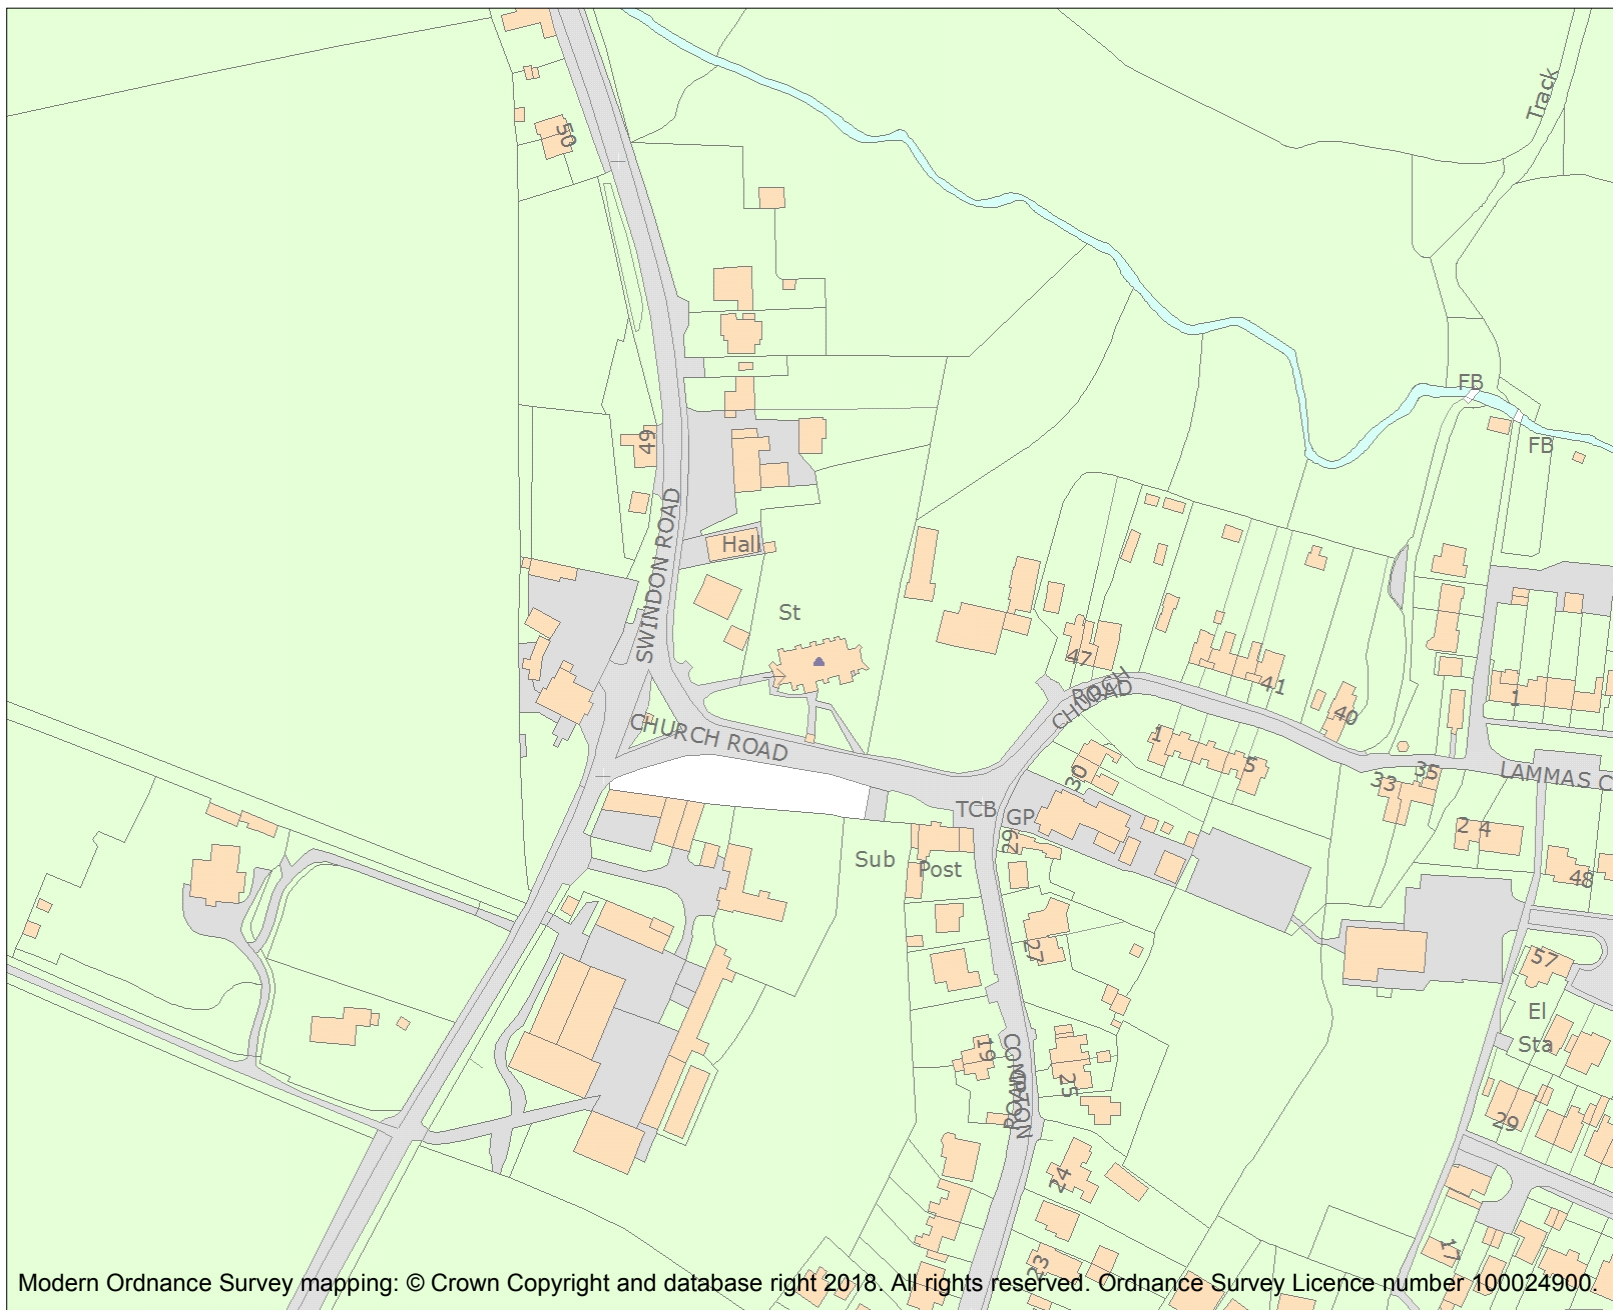 Track
50
FB
FB
49
SWINDON ROAD
Hall
St
47
CHURCH ROAD
41
40
1
1
5
CHURCH ROAD
30
33
35
LAMMAS C
TCB
GP
29
2 4
Sub
Post
48
27
57
El
Sta
19
25
COMPTON
ROAD
29
24
23
17
Modern Ordnance Survey mapping: © Crown Copyright and database right 2018. All rights reserved. Ordnance Survey Licence number 100024900.